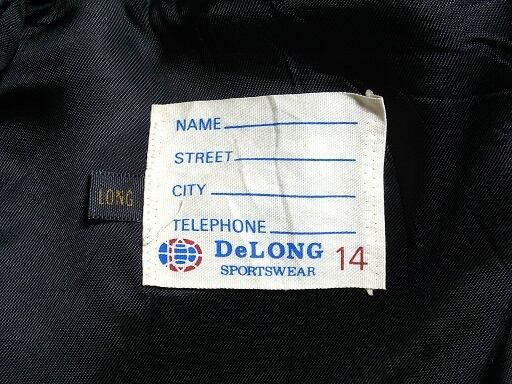 NAME
STREET
LONG
CITY
TELEPHONE
DeLONG
SPORTSWEAR
14